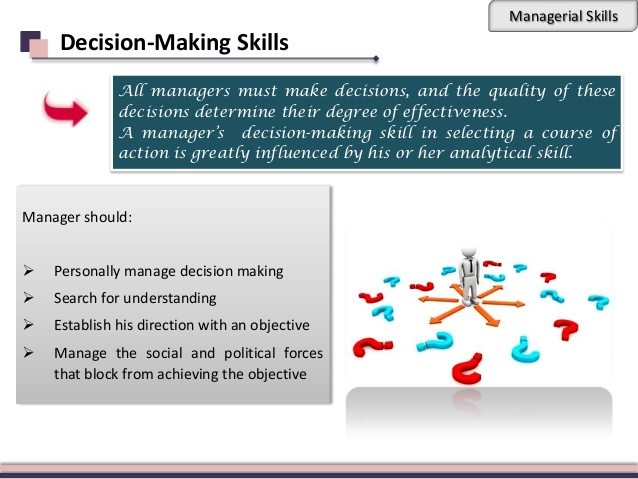 Managerial Skills
Decision-Making Skills
All managers must make decisions, and the quality of these
decisions determine their degree of effectiveness.
A manager's decision-making skill in selecting a course of
action is greatly influenced by his or her analytical skill.
Manager should:
➢ Personally manage decision making
➢ Search for understanding
➢ Establish his direction with an objective
➢ Manage the social and political forces
that block from achieving the objective